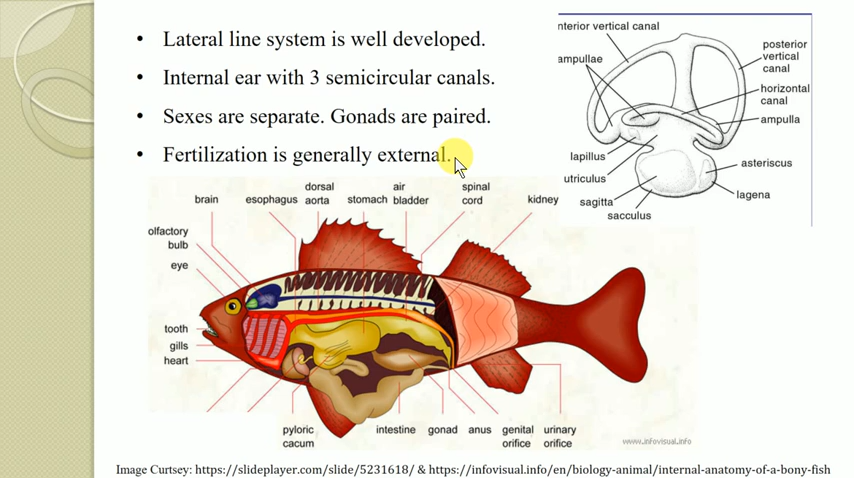 • Lateral line system is well developed.
• Internal ear with 3 semicircular canals.
• Sexes are separate. Gonads are paired.
• Fertilization is generally external.
nterior vertical canal
ampullae
posterior
vertical
canal
horizontal
canal
ampulla
lapillus
utriculus
sagitta
sacculus
asteriscus
lagena
brain
esophagus
dorsal
aorta
stomach
air
bladder
spinal
cord
kidney
olfactory
bulb
eye
tooth
gills
heart
pyloric
cacum
intestine
gonad
anus
genital
orifice
urinary
orifice
www.infovisual.info
Image Curtsey: https://slideplayer.com/slide/5231618/ & https://infovisual.info/en/biology-animal/internal-anatomy-of-a-bony-fish